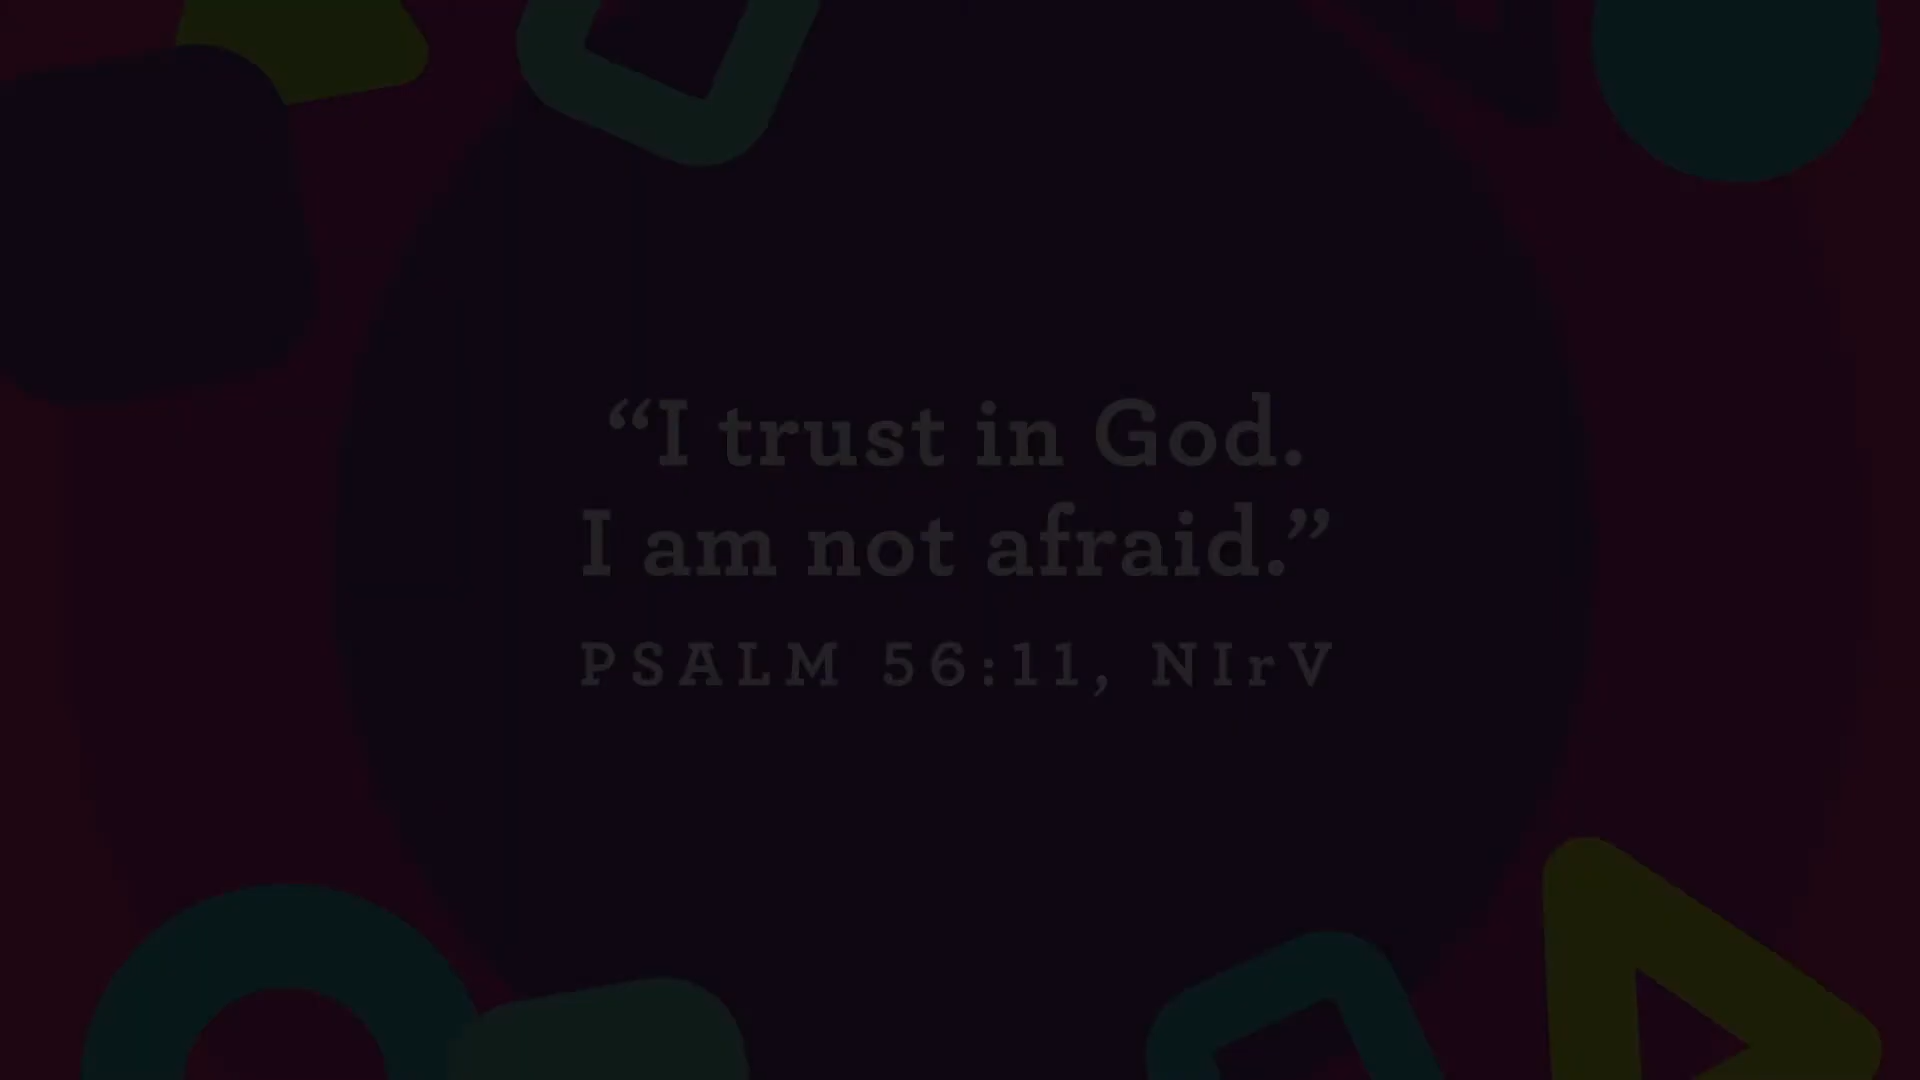 “I trust in God.
I am not afraid.”
PSALM 56:11, NIrV